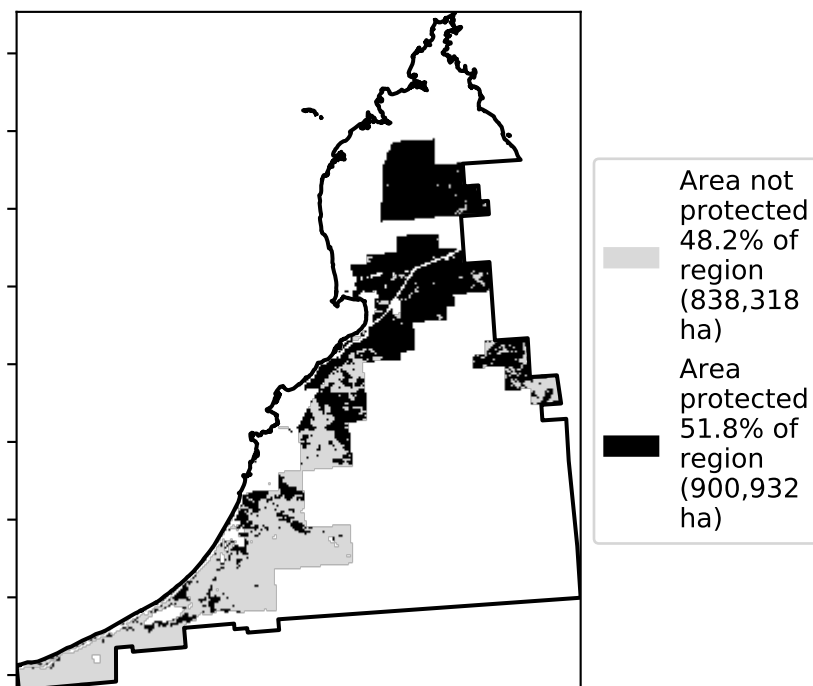 Area not
protected
48.2% of
region
(838,318
ha)
Area
protected
51.8% of
region
(900,932
ha)